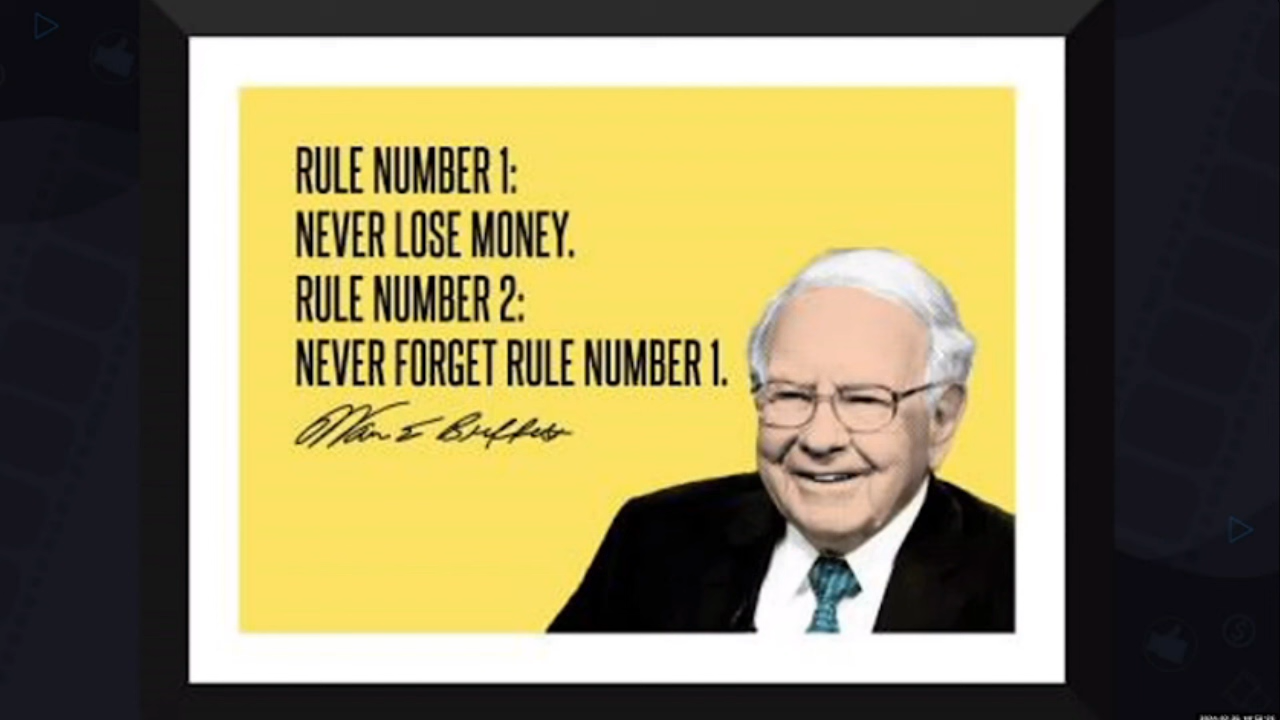 RULE NUMBER 1:
NEVER LOSE MONEY.
RULE NUMBER 2:
NEVER FORGET RULE NUMBER 1.